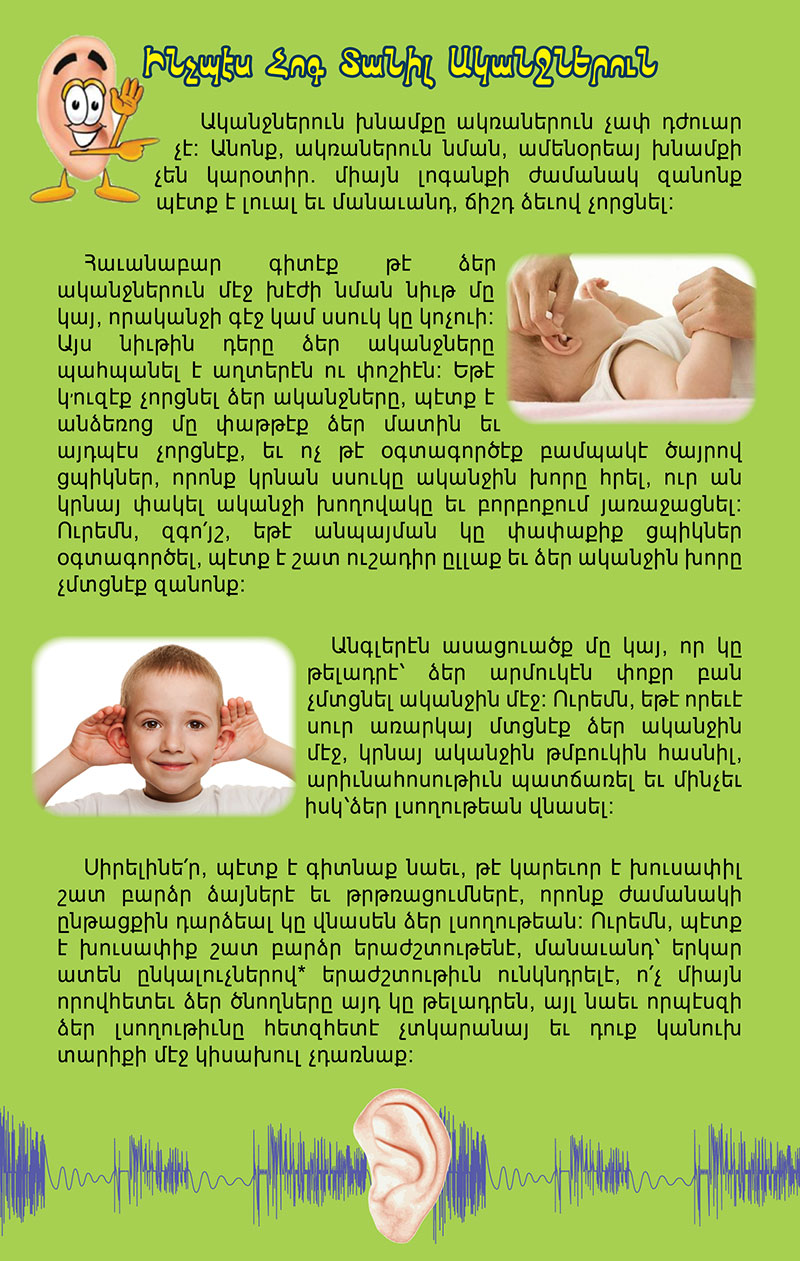 Ինչպէս Հոգ Տանիլ Ականջներուն
Ականջներուն խնամքը ակռաներուն չափ դժուար
չէ։ Անոնք, ակռաներուն նման, ամենօրեայ խնամքի
չեն կարօտիր. միայն լոգանքի ժամանակ զանոնք
պէտք է լուալ եւ մանաւանդ, ճիշդ ձեւով չորցնել։
Հաւանաբար գիտէք թէ ձեր
ականջներուն մէջ խէժի նման նիւթ մը
կայ, որականջի գէջ կամ սսուկ կը կոչուի։
Այս նիւթին դերը ձեր ականջները
պահպանել է աղտերէն ու փոշիէն։ Եթէ
կ՚ուզէք չորցնել ձեր ականջները, պէտք է
անձեռոց մը փաթթէք ձեր մատին եւ
այդպէս չորցնէք, եւ ոչ թէ օգտագործէք բամպակէ ծայրով
ցպիկներ, որոնք կրնան սսուկը ականջին խորը հրել, ուր ան
կրնայ փակել ականջի խողովակը եւ բորբոքում յառաջացնել։
Ուրեմն, զգո՛յշ, եթէ անպայման կը փափաքիք ցպիկներ
օգտագործել, պէտք է շատ ուշադիր ըլլաք եւ ձեր ականջին խորը
չմտցնէք զանոնք։
Անգլերէն ասացուածք մը կայ, որ կը
թելադրէ՝ ձեր արմուկէն փոքր բան
չմտցնել ականջին մէջ։ Ուրեմն, եթէ որեւէ
սուր առարկայ մտցնէք ձեր ականջին
մէջ, կրնայ ականջին թմբուկին հասնիլ,
արիւնահոսութիւն պատճառել եւ մինչեւ
իսկ՝ձեր լսողութեան վնասել։
Սիրելինե՛ր, պէտք է գիտնաք նաեւ, թէ կարեւոր է խուսափիլ
շատ բարձր ձայներէ եւ թրթռացումներէ, որոնք ժամանակի
ընթացքին դարձեալ կը վնասեն ձեր լսողութեան։ Ուրեմն, պէտք
է խուսափիք շատ բարձր երաժշտութենէ, մանաւանդ՝ երկար
ատեն ընկալուչներով* երաժշտութիւն ունկնդրելէ, ո՛չ միայն
որովհետեւ ձեր ծնողները այդ կը թելադրեն, այլ նաեւ որպէսզի
ձեր լսողութիւնը հետզհետէ չտկարանայ եւ դուք կանուխ
տարիքի մէջ կիսախուլ չդառնաք։